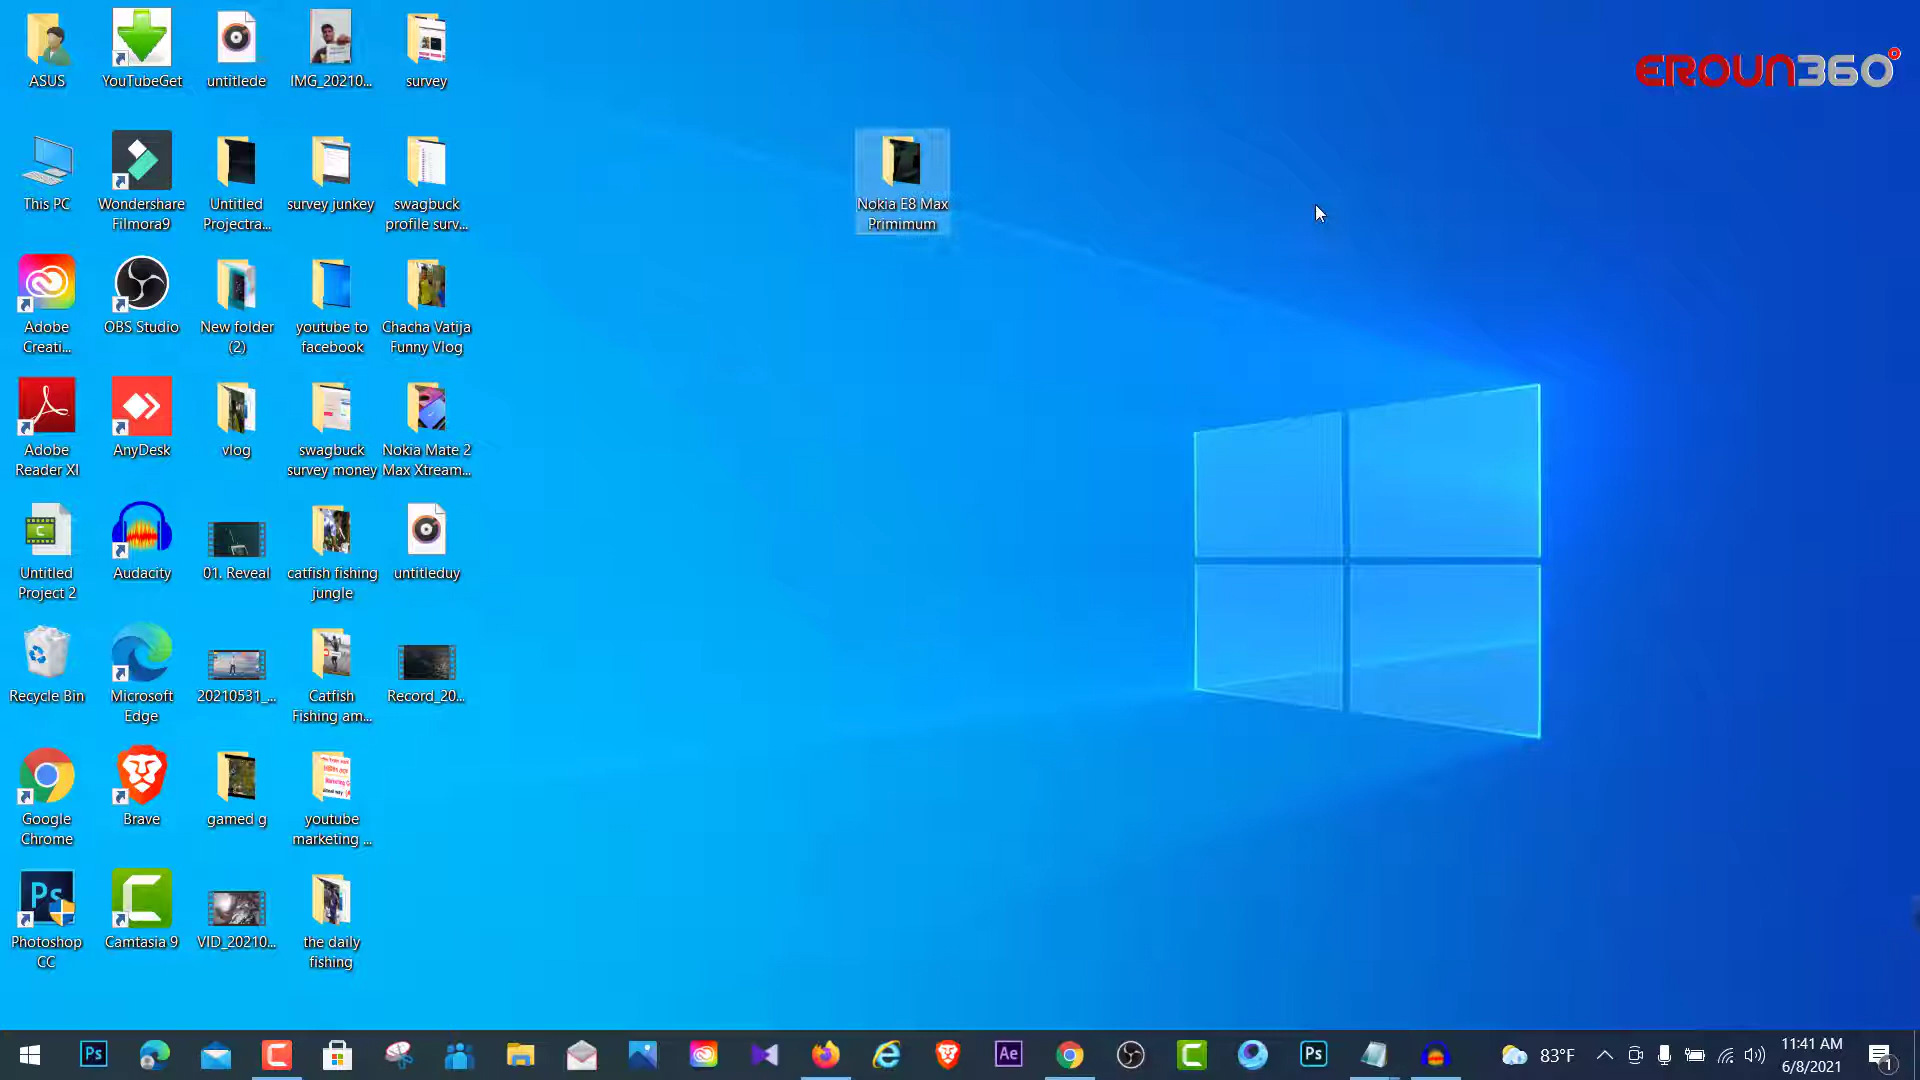 ASUS
YouTubeGet
untitlede
IMG_20210...
survey
EROUN360
This PC
Wondershare
Filmora9
Untitled
Projectra...
survey junkey
swagbuck
profile surv...
Nokia E8 Max
Primimum
Adobe
Creati...
OBS Studio
New folder
(2)
youtube to
facebook
Chacha Vatija
Funny Vlog
Adobe
Reader XI
AnyDesk
vlog
swagbuck
survey money
Nokia Mate 2
Max Xtream...
Untitled
Project 2
Audacity
01. Reveal
catfish fishing
jungle
untitleduy
Recycle Bin
Microsoft
Edge
20210531_...
Catfish
Fishing am...
Record_20...
Google
Chrome
Brave
gamed g
youtube
marketing ...
Ps
Photoshop
CC
Camtasia 9
VID_20210...
the daily
fishing
Ps
Ae
Ps
83°F
11:41 AM
6/8/2021
1